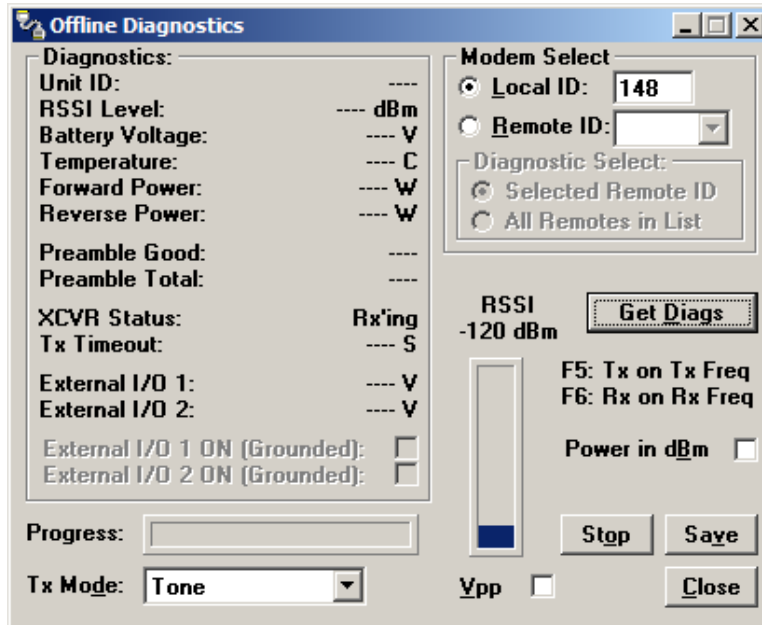 Offline Diagnostics
Diagnostics:
Unit ID: ----
RSSI Level: ---- dBm
Battery Voltage: ---- V
Temperature: ---- C
Forward Power: ---- W
Reverse Power: ---- W
Preamble Good: ----
Preamble Total: ----
XCVR Status: Rx'ing
Tx Timeout: ---- S
External I/O 1: ---- V
External I/O 2: ---- V
External I/O 1 ON (Grounded):
External I/O 2 ON (Grounded):
Progress:
Tx Mode: Tone
Modem Select
Local ID: 148
Remote ID:
Diagnostic Select:
Selected Remote ID
All Remotes in List
RSSI
-120 dBm
Get Diags
F5: Tx on Tx Freq
F6: Rx on Rx Freq
Power in dBm
Stop
Save
Vpp
Close